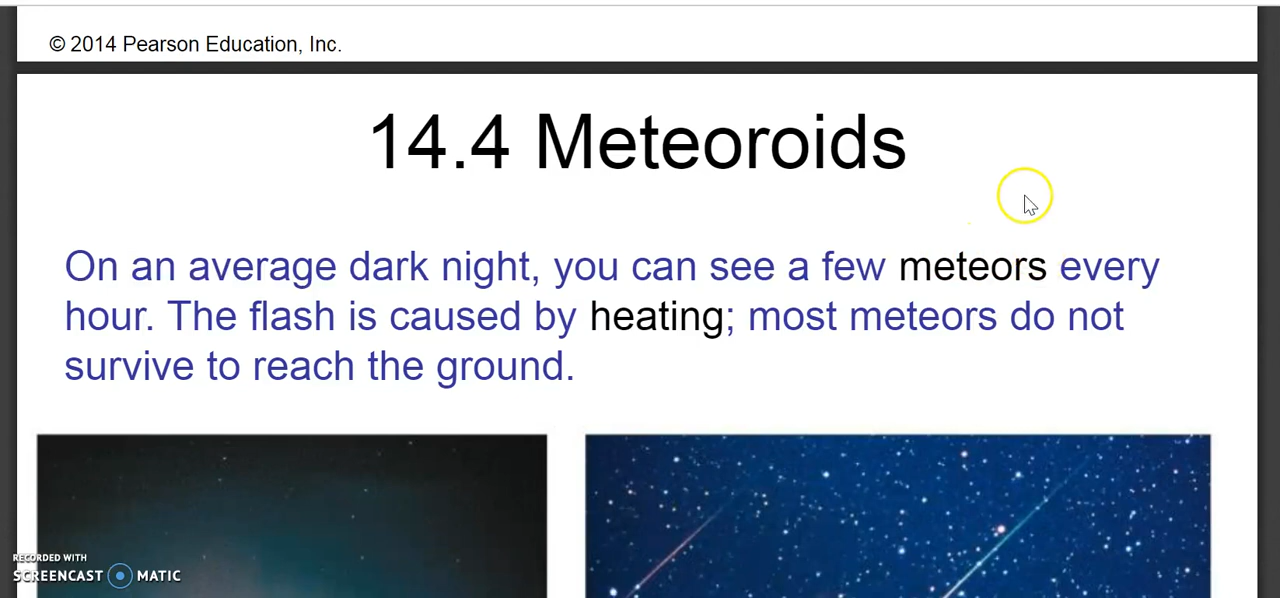 © 2014 Pearson Education, Inc.
14.4 Meteoroids
On an average dark night, you can see a few meteors every
hour. The flash is caused by heating; most meteors do not
survive to reach the ground.
RECORDED WITH
SCREENCAST MATIC